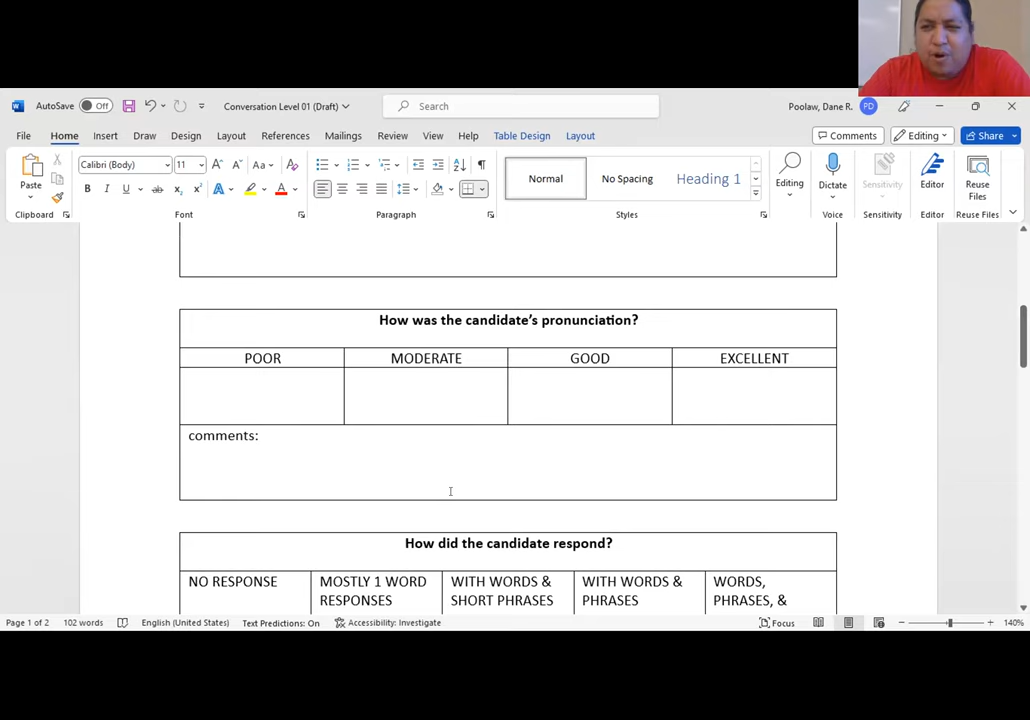 AutoSave Off Conversation Level 01 (Draft) Search Poolaw, Dane R. PD
File Home Insert Draw Design Layout References Mailings Review View Help Table Design Layout Comments Editing Share
Calibri (Body) 11 Aa
Normal No Spacing Heading 1
Paste Editing Dictate Sensitivity Editor Reuse Files
B I U ab x₂ x² A A
Clipboard Font Paragraph Styles Voice Sensitivity Editor Reuse Files
How was the candidate’s pronunciation?
POOR MODERATE GOOD EXCELLENT
comments:
How did the candidate respond?
NO RESPONSE MOSTLY 1 WORD WITH WORDS & WITH WORDS & WORDS,
RESPONSES SHORT PHRASES PHRASES PHRASES, &
Page 1 of 2 102 words English (United States) Text Predictions: On Accessibility: Investigate Focus 140%